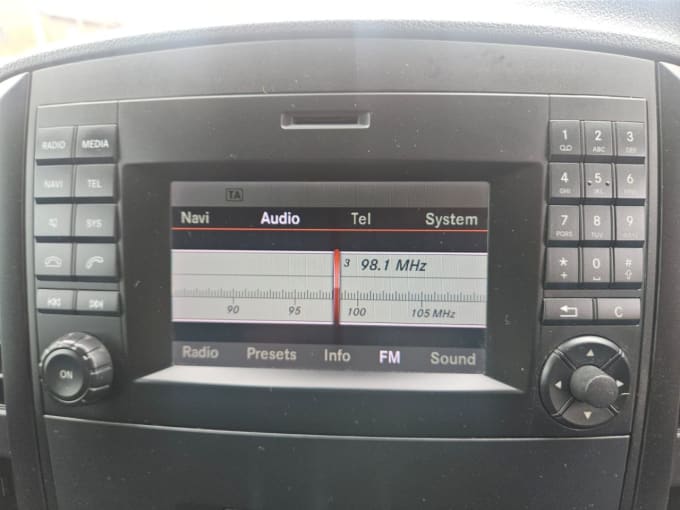 RADIO MEDIA
NAVI TEL
SYS
ON
TA
Navi Audio Tel System
3 98.1 MHz
90 95 100 105 MHz
Radio Presets Info FM Sound
1 2 ABC 3 DEF
4 GHI 5 JKL 6 MNO
7 PQRS 8 TUV 9
* + 0 #
C